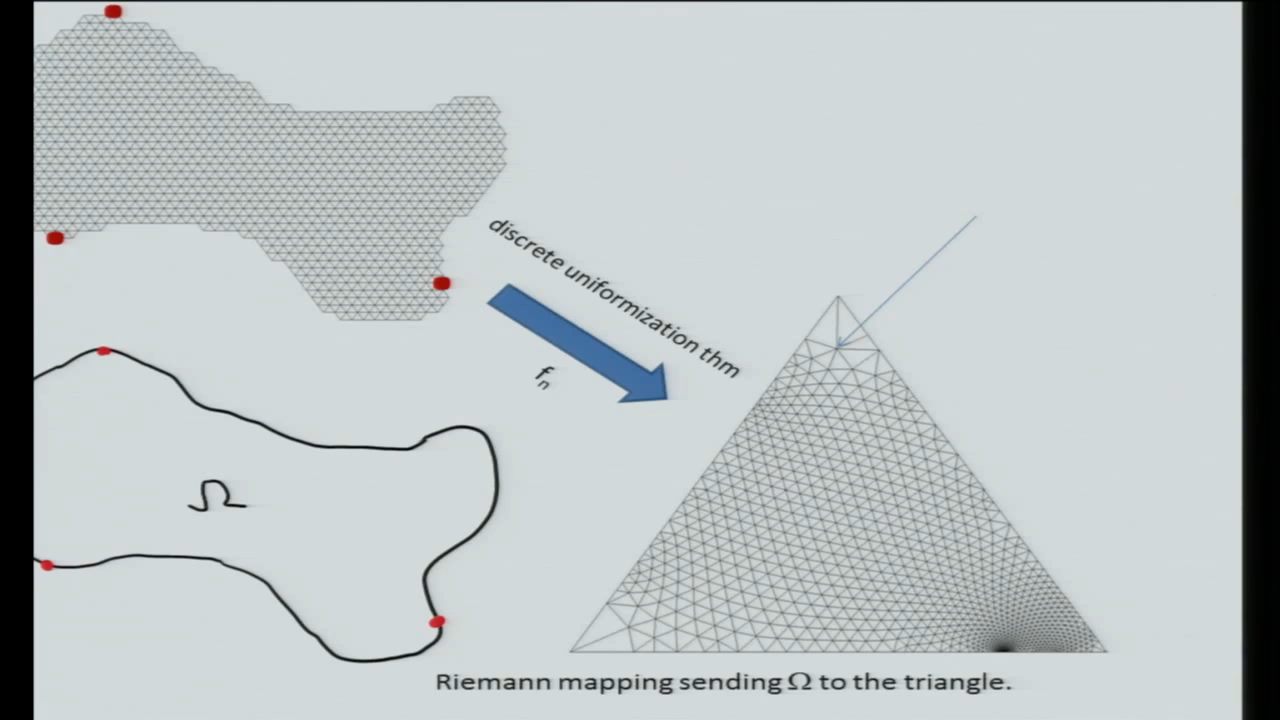 discrete uniformization thm
fn
Ω
Riemann mapping sending Ω to the triangle.